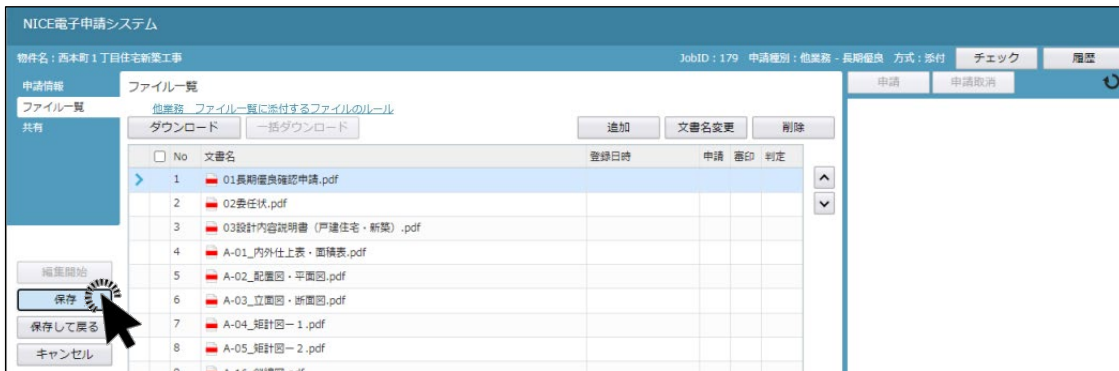 NICE電子申請システム
物件名：西本町１丁目住宅新築工事 JobID：179 申請種別：他業務 - 長期優良 方式：添付 チェック 履歴
申請情報
ファイル一覧
共有
ファイル一覧
他業務 ファイル一覧に添付するファイルのルール
ダウンロード 一括ダウンロード 追加 文書名変更 削除
申請 申請取消
No 文書名 登録日時 申請 審印 判定
1 01長期優良確認申請.pdf
2 02委任状.pdf
3 03設計内容説明書（戸建住宅・新築）.pdf
4 A-01_内外仕上表・面積表.pdf
5 A-02_配置図・平面図.pdf
6 A-03_立面図・断面図.pdf
7 A-04_矩計図－１.pdf
8 A-05_矩計図－２.pdf
編集開始
保存
保存して戻る
キャンセル